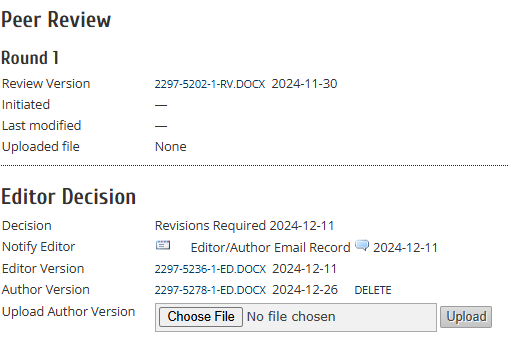 Peer Review
Round 1
Review Version 2297-5202-1-RV.DOCX 2024-11-30
Initiated —
Last modified —
Uploaded file None
Editor Decision
Decision Revisions Required 2024-12-11
Notify Editor Editor/Author Email Record 2024-12-11
Editor Version 2297-5236-1-ED.DOCX 2024-12-11
Author Version 2297-5278-1-ED.DOCX 2024-12-26 DELETE
Upload Author Version Choose File No file chosen Upload